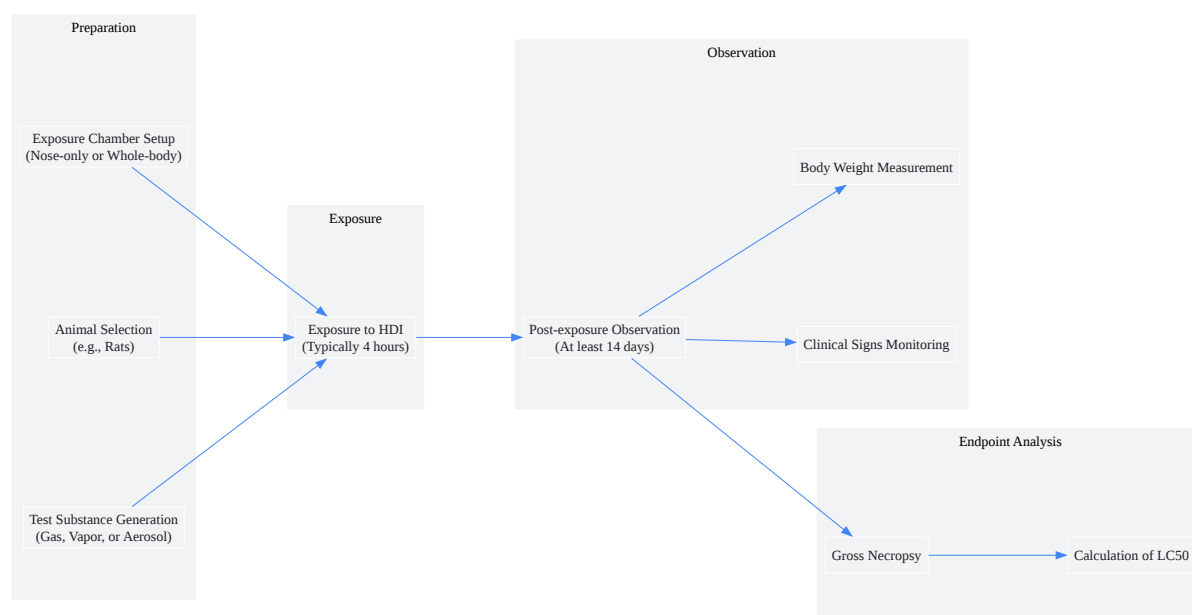 Preparation
Exposure Chamber Setup
(Nose-only or Whole-body)
Animal Selection
(e.g., Rats)
Test Substance Generation
(Gas, Vapor, or Aerosol)
Exposure
Exposure to HDI
(Typically 4 hours)
Observation
Post-exposure Observation
(At least 14 days)
Body Weight Measurement
Clinical Signs Monitoring
Endpoint Analysis
Gross Necropsy
Calculation of LC50